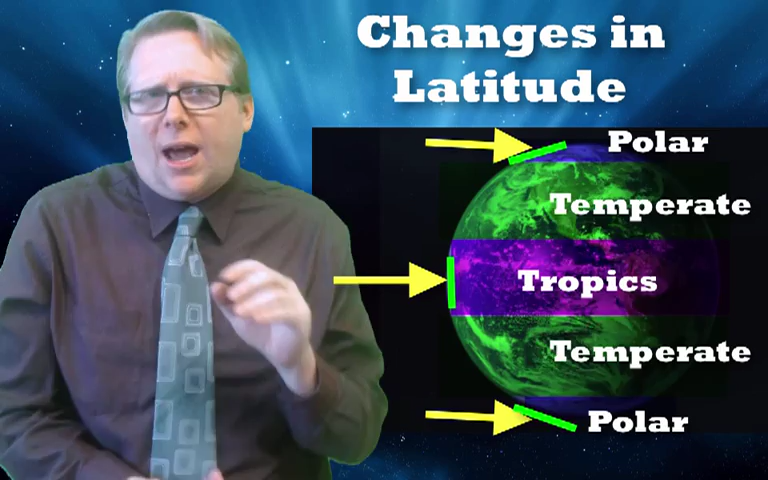 Changes in
Latitude
Polar
Temperate
Tropics
Temperate
Polar